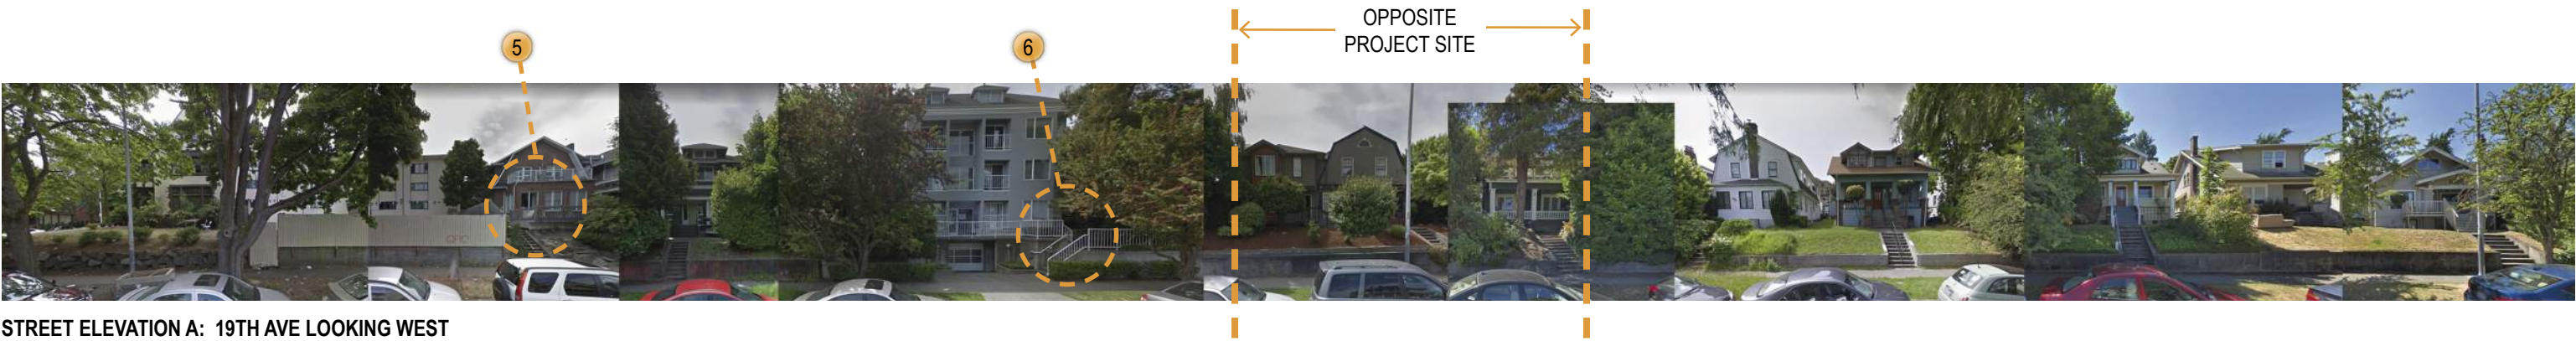 OPPOSITE
PROJECT SITE
5
6
STREET ELEVATION A: 19TH AVE LOOKING WEST